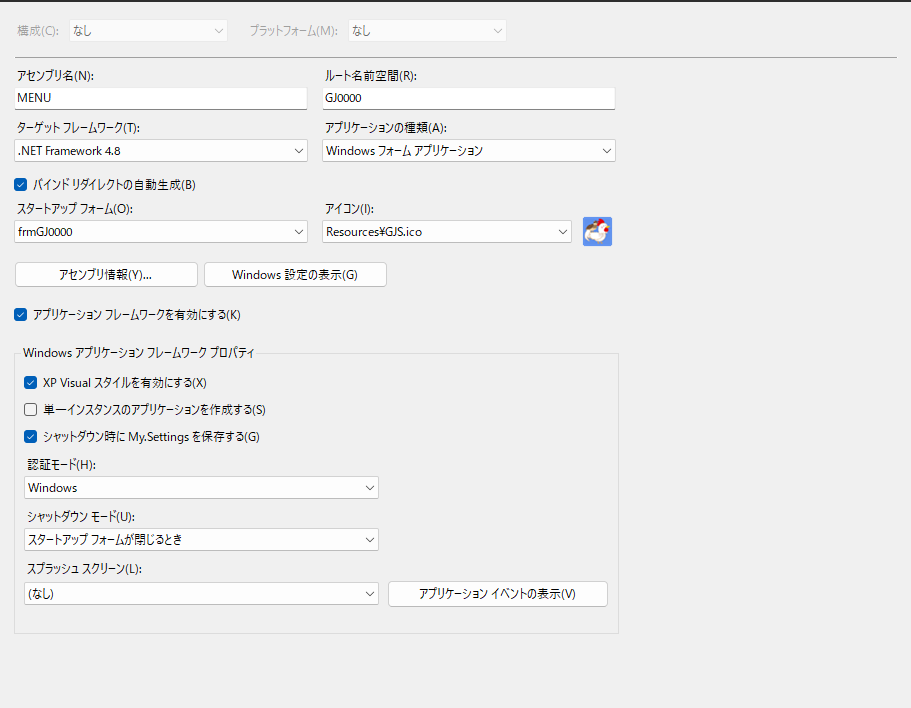 構成(C): なし プラットフォーム(M): なし
アセンブリ名(N): ルート名前空間(R):
MENU GJ0000
ターゲット フレームワーク(T): アプリケーションの種類(A):
.NET Framework 4.8 Windows フォーム アプリケーション
バインド リダイレクトの自動生成(B)
スタートアップ フォーム(O): アイコン(I):
frmGJ0000 Resources¥GJS.ico
アセンブリ情報(Y)... Windows 設定の表示(G)
アプリケーション フレームワークを有効にする(K)
Windows アプリケーション フレームワーク プロパティ
XP Visual スタイルを有効にする(X)
単一インスタンスのアプリケーションを作成する(S)
シャットダウン時に My.Settings を保存する(G)
認証モード(H):
Windows
シャットダウン モード(U):
スタートアップ フォームが閉じるとき
スプラッシュ スクリーン(L):
(なし) アプリケーション イベントの表示(V)